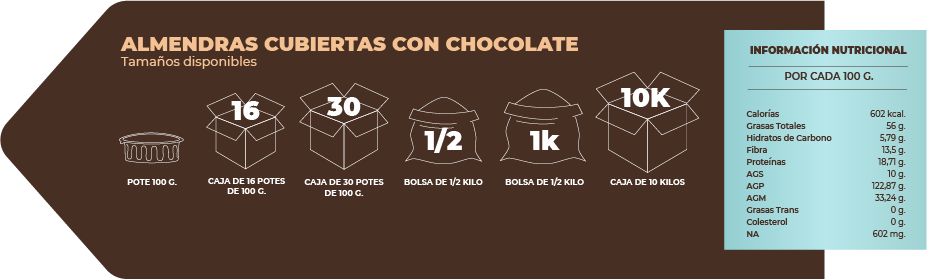 ALMENDRAS CUBIERTAS CON CHOCOLATE
Tamaños disponibles
16
30
1/2
1k
10K
POTE 100 G.
CAJA DE 16 POTES
DE 100 G.
CAJA DE 30 POTES
DE 100 G.
BOLSA DE 1/2 KILO
BOLSA DE 1/2 KILO
CAJA DE 10 KILOS
INFORMACIÓN NUTRICIONAL
POR CADA 100 G.
Calorías 602 kcal.
Grasas Totales 56 g.
Hidratos de Carbono 5,79 g.
Fibra 13,5 g.
Proteínas 18,71 g.
AGS 10 g.
AGP 122,87 g.
AGM 33,24 g.
Grasas Trans 0 g.
Colesterol 0 g.
NA 602 mg.